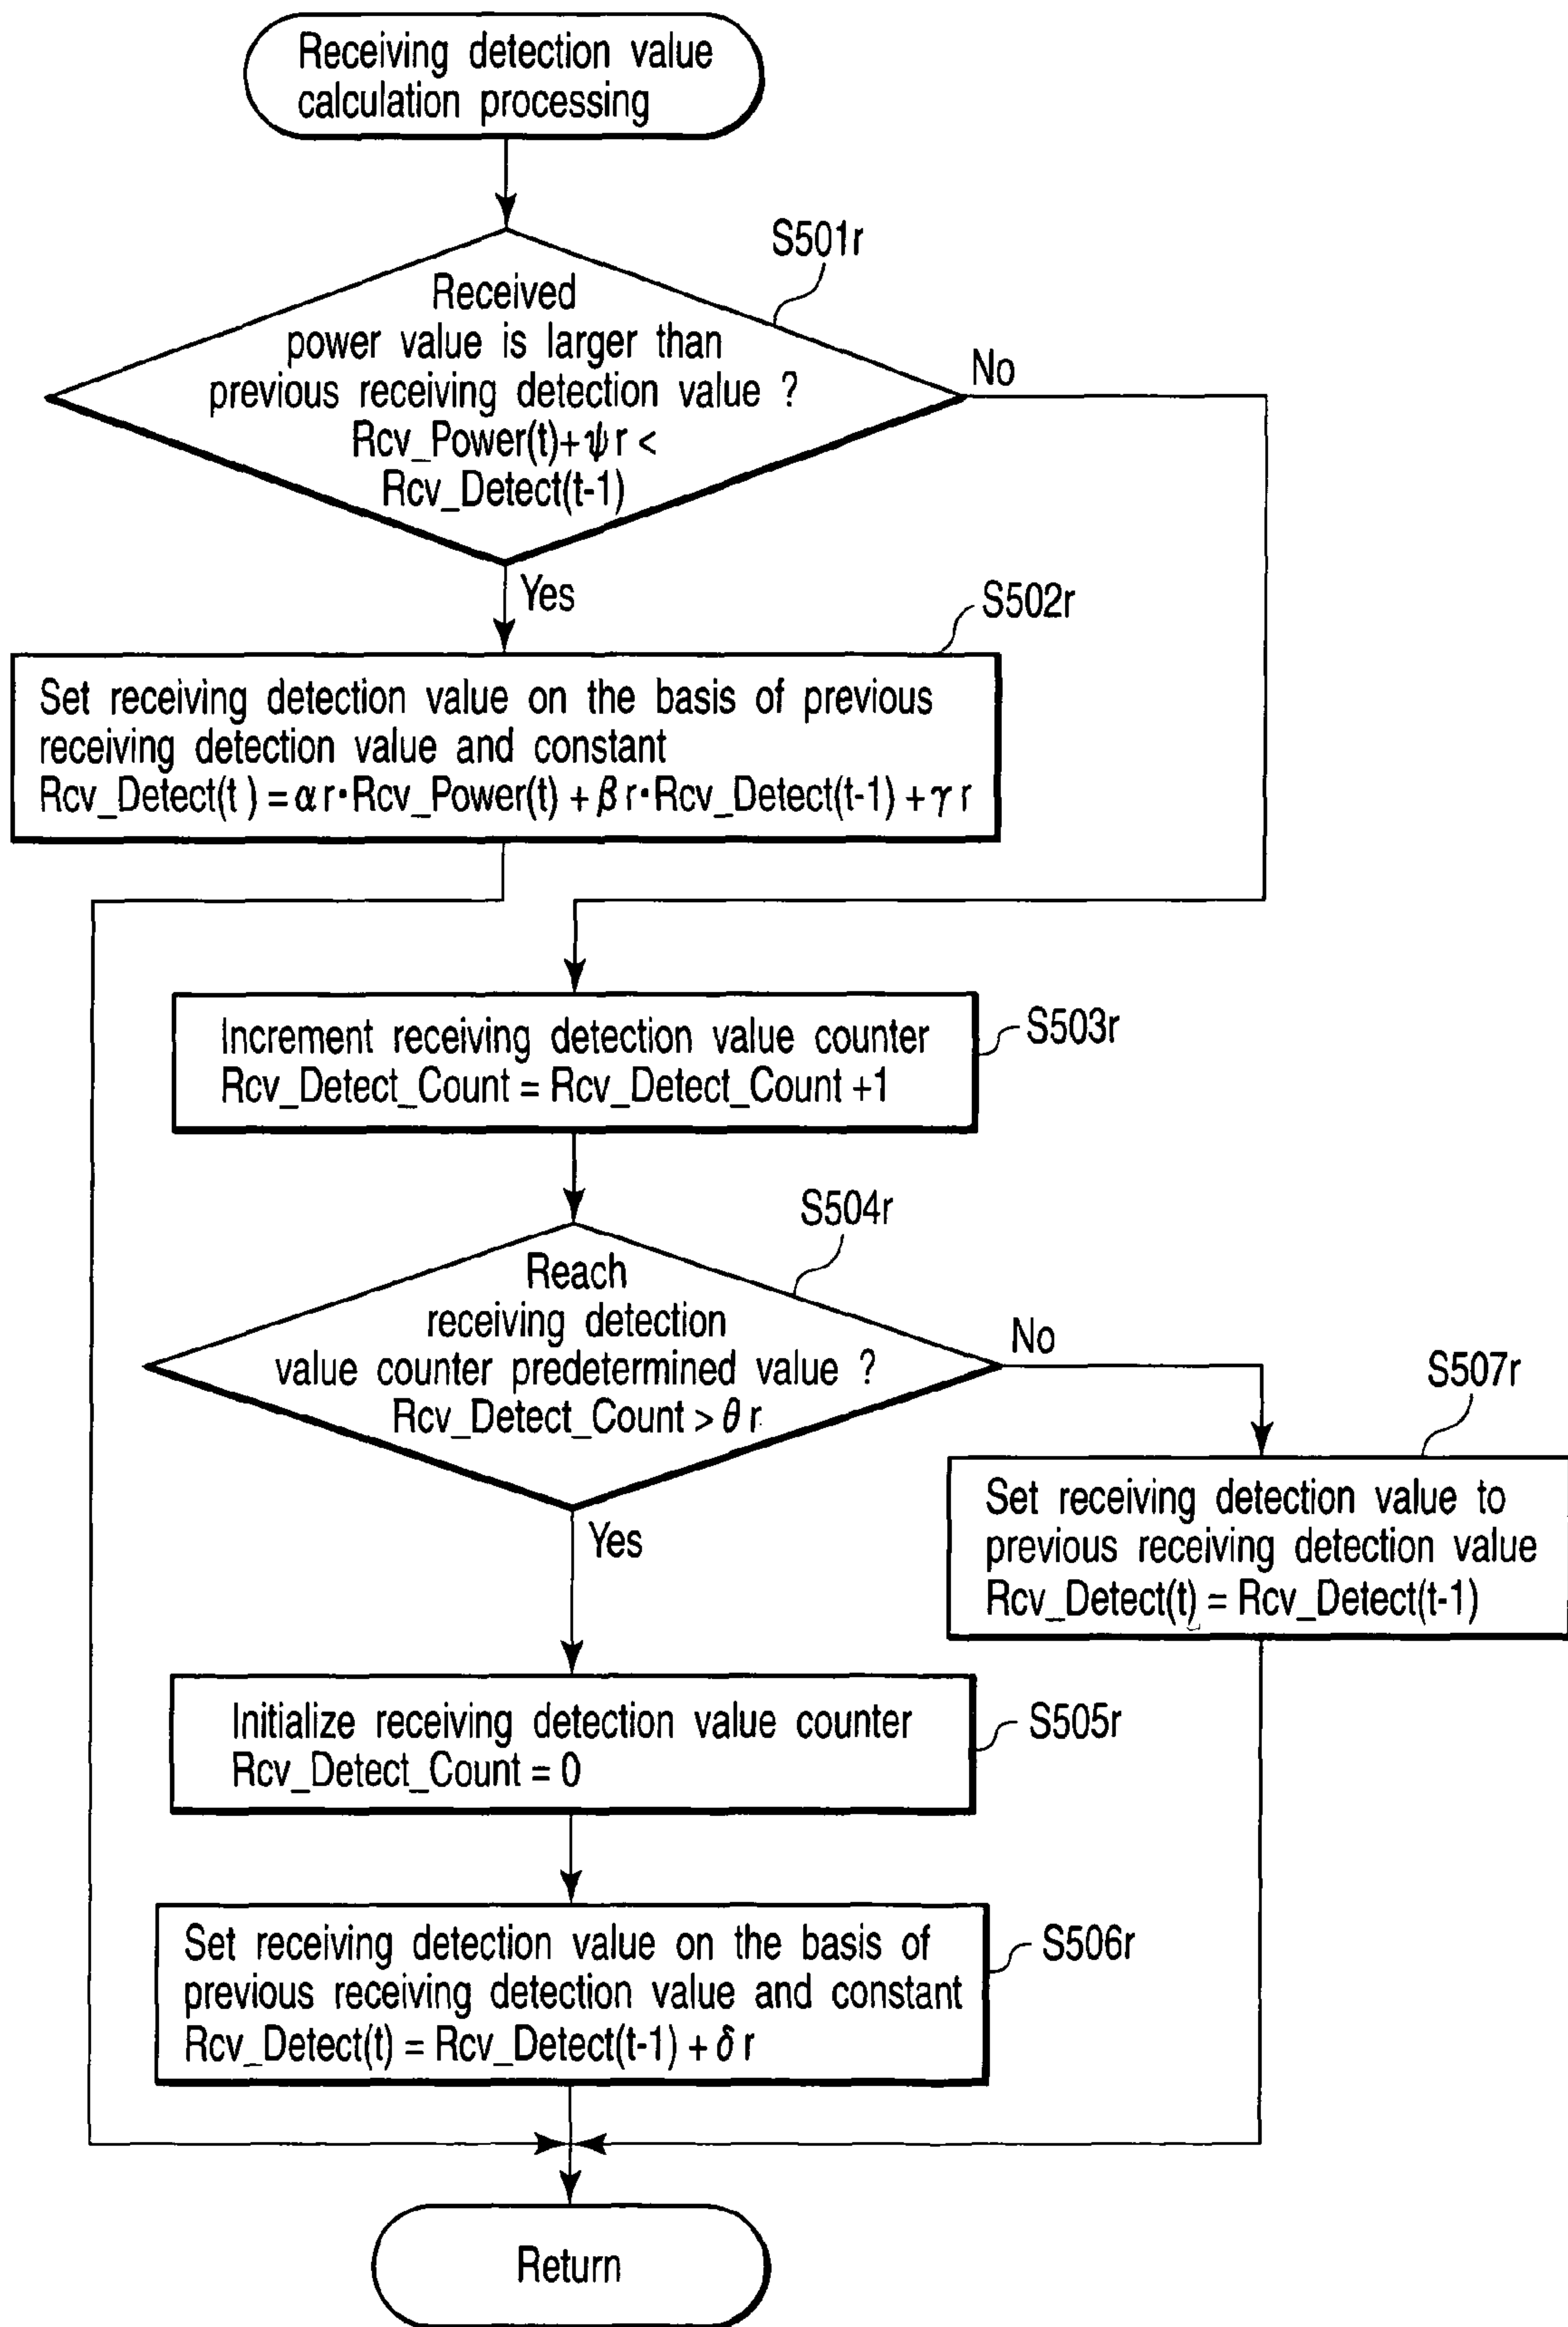 Receiving detection value
calculation processing
S501r
Received
power value is larger than
previous receiving detection value ?
Rcv_Power(t)+ψr <
Rcv_Detect(t-1)
No
Yes
S502r
Set receiving detection value on the basis of previous
receiving detection value and constant
Rcv_Detect(t ) = αr·Rcv_Power(t) + βr·Rcv_Detect(t-1) + γr
Increment receiving detection value counter
Rcv_Detect_Count = Rcv_Detect_Count +1
S503r
S504r
Reach
receiving detection
value counter predetermined value ?
Rcv_Detect_Count > θr
No
Yes
S507r
Set receiving detection value to
previous receiving detection value
Rcv_Detect(t) = Rcv_Detect(t-1)
Initialize receiving detection value counter
Rcv_Detect_Count = 0
S505r
Set receiving detection value on the basis of
previous receiving detection value and constant
Rcv_Detect(t) = Rcv_Detect(t-1) + δr
S506r
Return